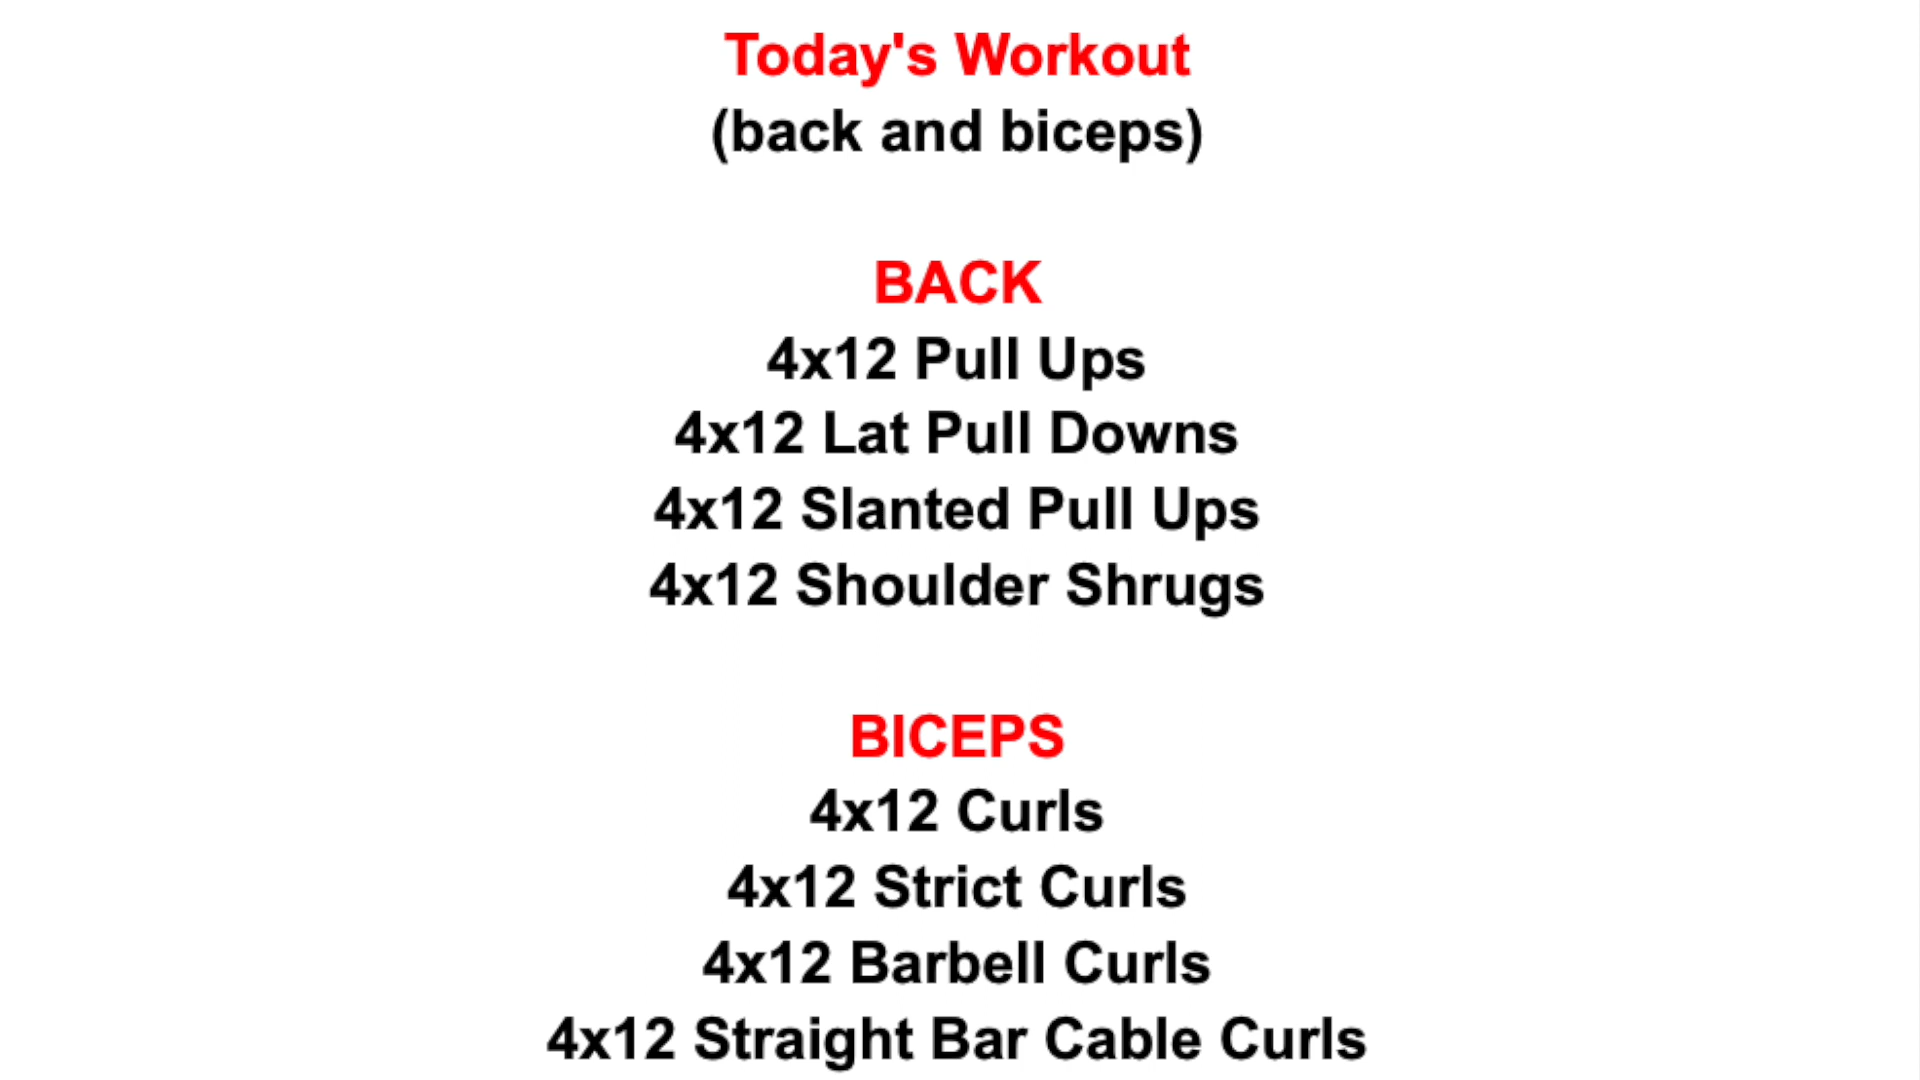 Today's Workout
(back and biceps)
BACK
4x12 Pull Ups
4x12 Lat Pull Downs
4x12 Slanted Pull Ups
4x12 Shoulder Shrugs
BICEPS
4x12 Curls
4x12 Strict Curls
4x12 Barbell Curls
4x12 Straight Bar Cable Curls